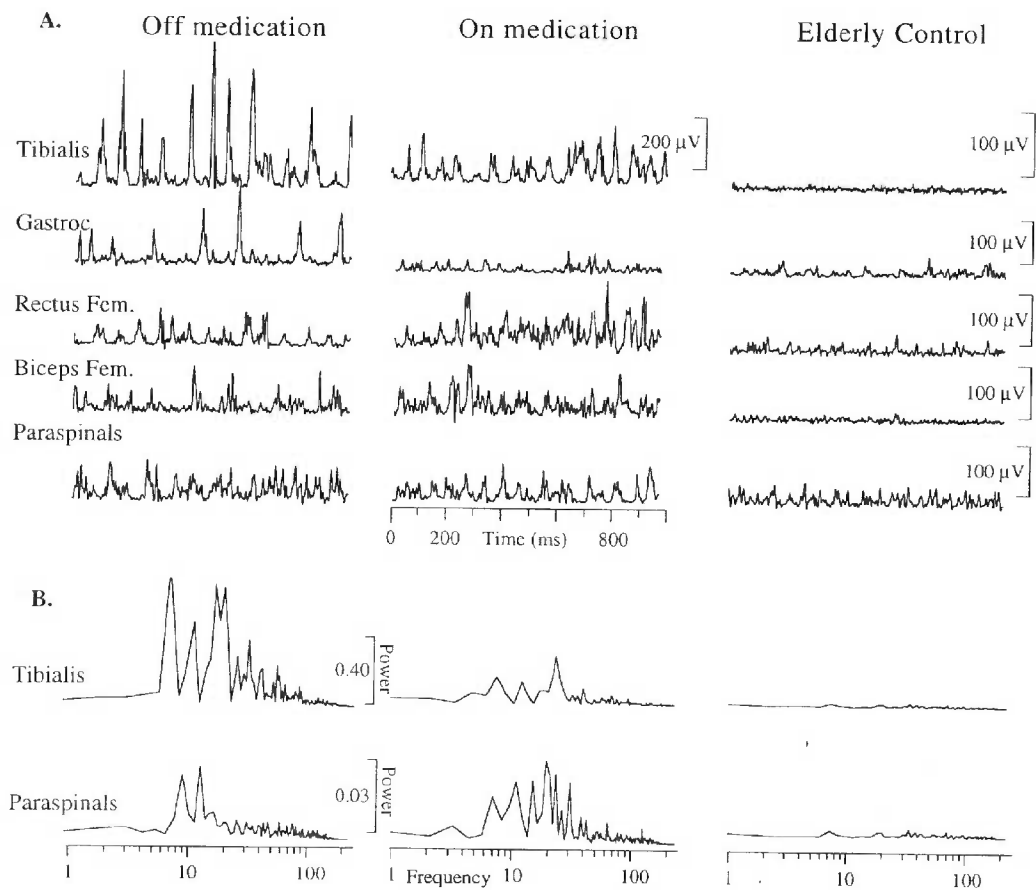 A.
Off medication
On medication
Elderly Control
Tibialis
200 µV
100 µV
Gastroc
100 µV
Rectus Fem.
100 µV
Biceps Fem.
100 µV
Paraspinals
100 µV
0 200 Time (ms) 800
B.
Tibialis
0.40
Power
Paraspinals
0.03
Power
1 10 100
1 Frequency 10 100
1 10 100